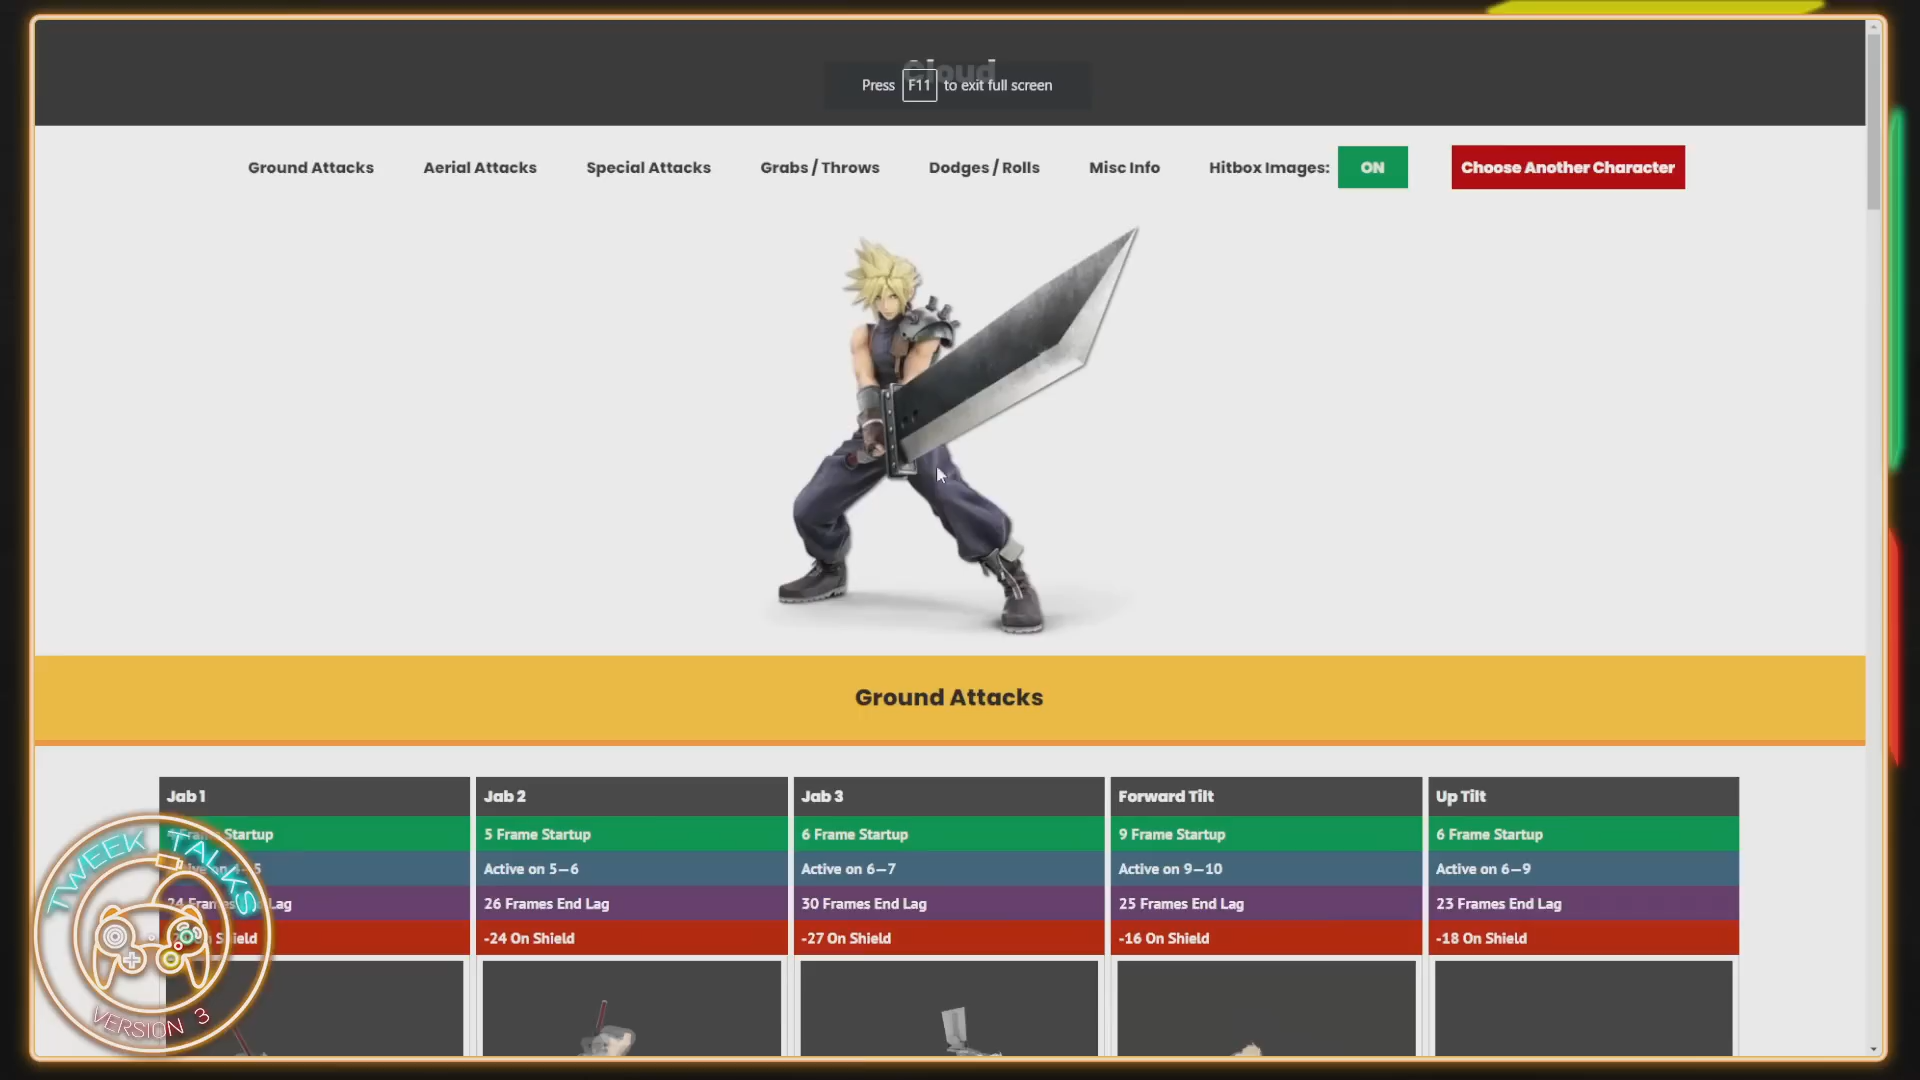 Cloud
Press F11 to exit full screen
Ground Attacks
Aerial Attacks
Special Attacks
Grabs / Throws
Dodges / Rolls
Misc Info
Hitbox Images: ON
Choose Another Character
Ground Attacks
Jab 1
Startup
24 Frames End Lag
Shield
Jab 2
5 Frame Startup
Active on 5—6
26 Frames End Lag
-24 On Shield
Jab 3
6 Frame Startup
Active on 6—7
30 Frames End Lag
-27 On Shield
Forward Tilt
9 Frame Startup
Active on 9—10
25 Frames End Lag
-16 On Shield
Up Tilt
6 Frame Startup
Active on 6—9
23 Frames End Lag
-18 On Shield
TWEEK TALKS
VERSION 3